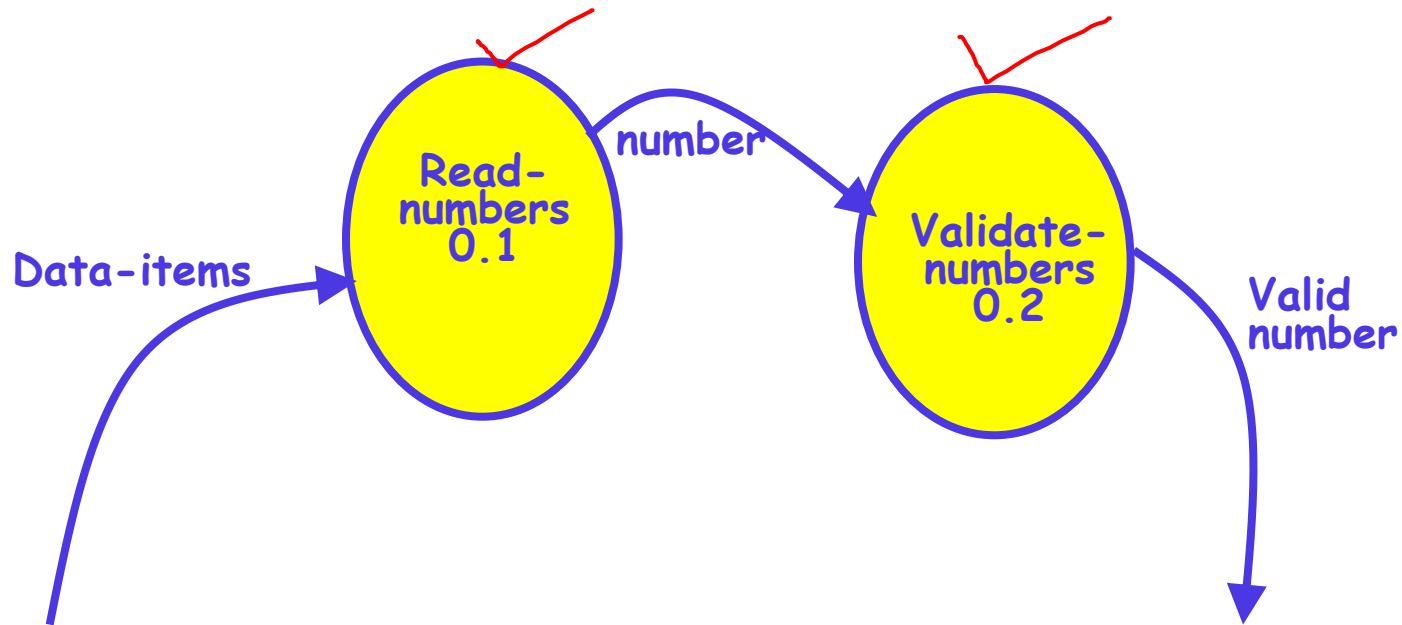 Data-items
Read-
numbers
0.1
number
Validate-
numbers
0.2
Valid
number